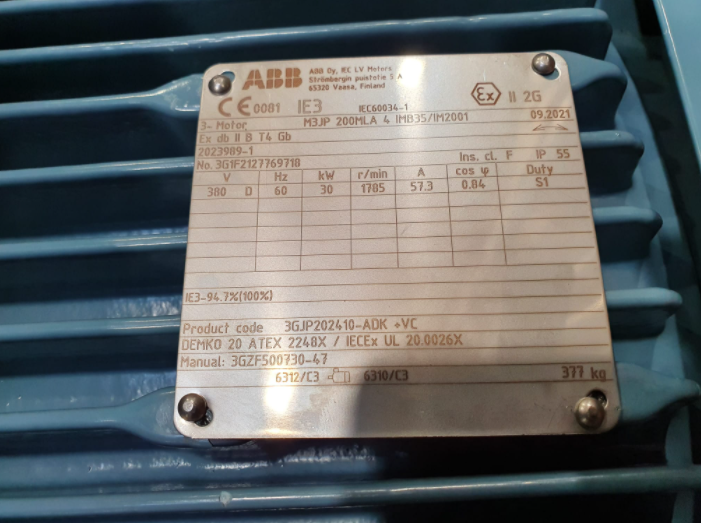 ABB ABB Oy, IEC LV Motors
Strömbergin puistotie 5 A
65320 Vaasa, Finland
CE 0081 IE3 IEC60034-1 Ex II 2G
3~ Motor M3JP 200MLA 4 IMB35/IM2001 09.2021
Ex db II B T4 Gb
2023989-1
No. 3G1F2127769718 Ins. cl. F IP 55
V Hz kW r/min A cos φ Duty
380 D 60 30 1785 57.3 0.84 S1
IE3-94.7%(100%)
Product code 3GJP202410-ADK +VC
DEMKO 20 ATEX 2248X / IECEx UL 20.0026X
Manual: 3GZF500730-47
6312/C3 6310/C3 377 kg